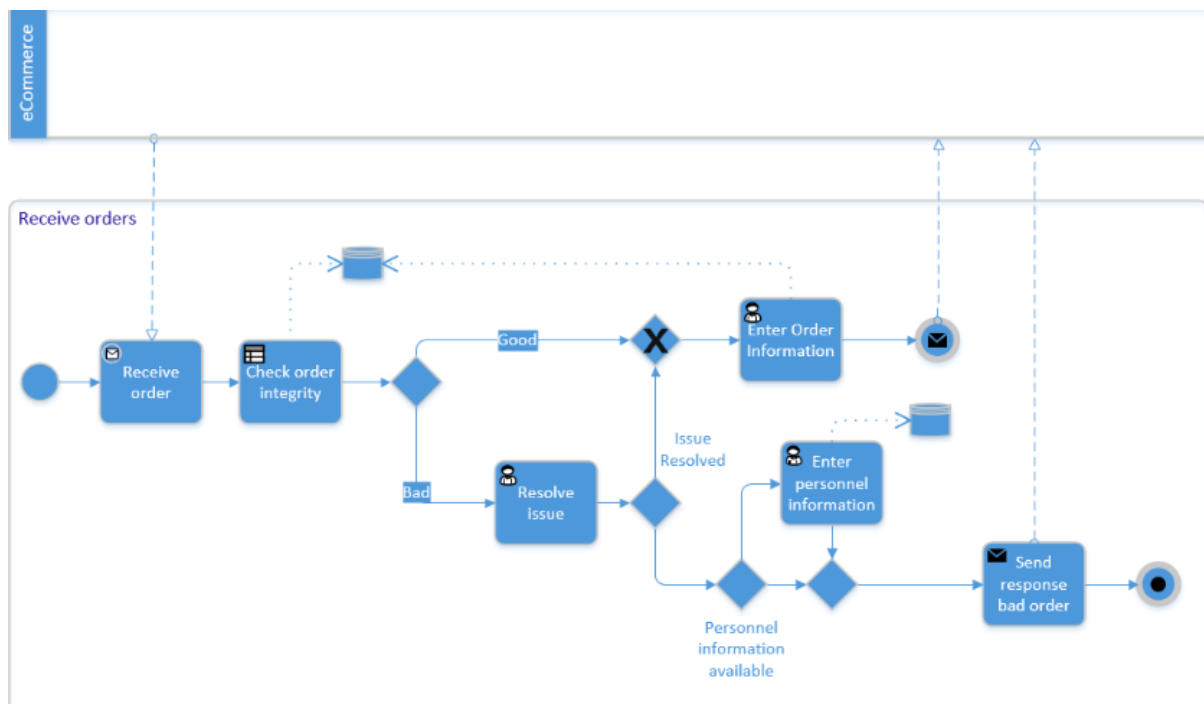 eCommerce
Receive orders
Receive
order
Check order
integrity
Good
Enter Order
Information
Bad
Resolve
issue
Issue
Resolved
Enter
personnel
information
Personnel
information
available
Send
response
bad order